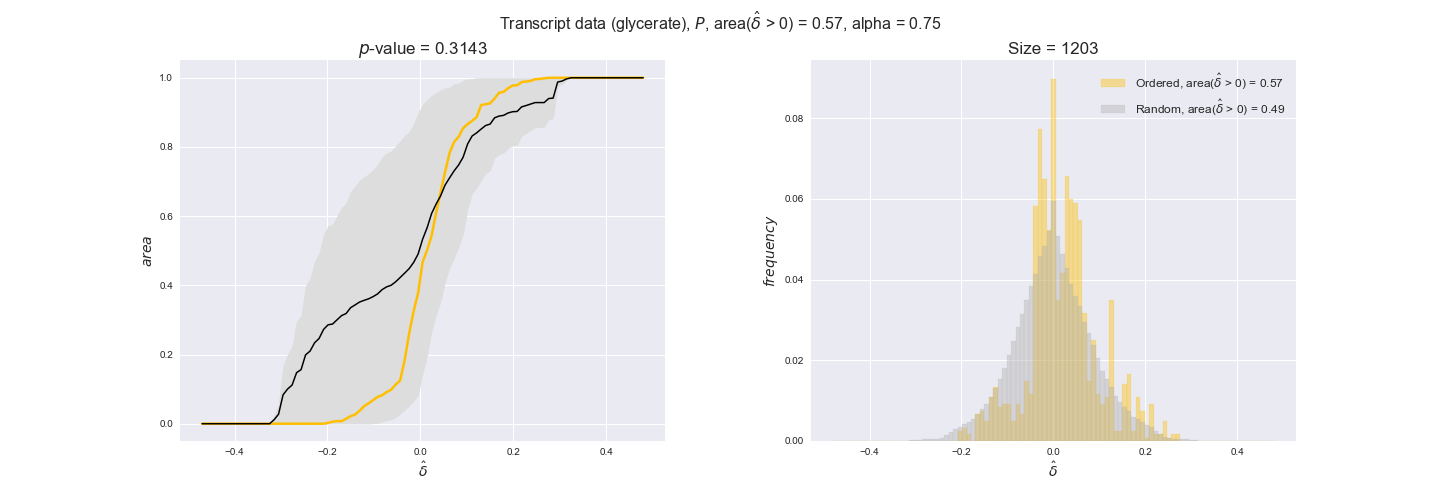 Transcript data (glycerate), P, area(δ̂ > 0) = 0.57, alpha = 0.75
p-value = 0.3143
1.0
0.8
0.6
0.4
0.2
0.0
area
−0.4
−0.2
0.0
0.2
0.4
δ̂
Size = 1203
Ordered, area(δ̂ > 0) = 0.57
Random, area(δ̂ > 0) = 0.49
0.08
0.06
0.04
0.02
0.00
frequency
−0.4
−0.2
0.0
0.2
0.4
δ̂